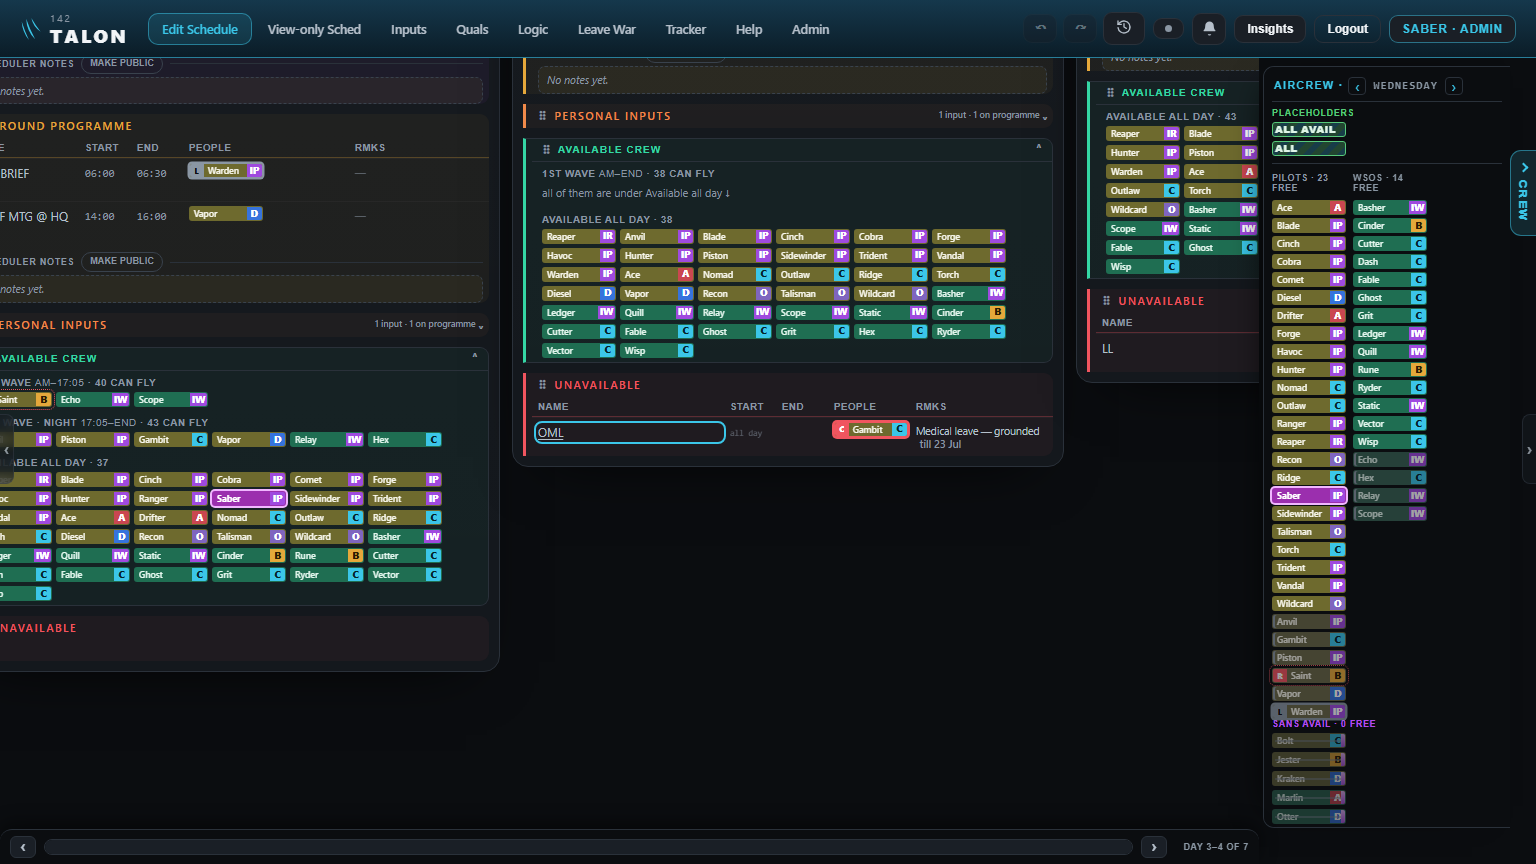 142
TALON
Edit Schedule
View-only Sched
Inputs
Quals
Logic
Leave War
Tracker
Help
Admin
Insights
Logout
SABER · ADMIN
EDULER NOTES MAKE PUBLIC
notes yet.
ROUND PROGRAMME
E START END PEOPLE RMKS
BRIEF 06:00 06:30 L Warden IP —
F MTG @ HQ 14:00 16:00 Vapor D —
EDULER NOTES MAKE PUBLIC
notes yet.
ERSONAL INPUTS 1 input · 1 on programme
AVAILABLE CREW
WAVE AM–17:05 · 40 CAN FLY
Saint B Echo IW Scope IW
WAVE · NIGHT 17:05–END · 43 CAN FLY
IP Piston IP Gambit C Vapor D Relay IW Hex C
ABLE ALL DAY · 37
IR Blade IP Cinch IP Cobra IP Comet IP Forge IP
oc IP Hunter IP Ranger IP Saber IP Sidewinder IP Trident IP
dal IP Ace A Drifter A Nomad C Outlaw C Ridge C
h C Diesel D Recon O Talisman O Wildcard O Basher IW
ger IW Quill IW Static IW Cinder B Rune B Cutter C
C Fable C Ghost C Grit C Ryder C Vector C
C
NAVAILABLE
No notes yet.
PERSONAL INPUTS 1 input · 1 on programme
AVAILABLE CREW
1ST WAVE AM–END · 38 CAN FLY
all of them are under Available all day ↓
AVAILABLE ALL DAY · 38
Reaper IR Anvil IP Blade IP Cinch IP Cobra IP Forge IP
Havoc IP Hunter IP Piston IP Sidewinder IP Trident IP Vandal IP
Warden IP Ace A Nomad C Outlaw C Ridge C Torch C
Diesel D Vapor D Recon O Talisman O Wildcard O Basher IW
Ledger IW Quill IW Relay IW Scope IW Static IW Cinder B
Cutter C Fable C Ghost C Grit C Hex C Ryder C
Vector C Wisp C
UNAVAILABLE
NAME START END PEOPLE RMKS
OML all day C Gambit C Medical leave — grounded
till 23 Jul
No notes yet.
AVAILABLE CREW
AVAILABLE ALL DAY · 43
Reaper IR Blade IP
Hunter IP Piston IP
Warden IP Ace A
Outlaw C Torch C
Wildcard O Basher IW
Scope IW Static IW
Fable C Ghost C
Wisp C
UNAVAILABLE
NAME
LL
AIRCREW · ‹ WEDNESDAY ›
PLACEHOLDERS
ALL AVAIL
ALL
PILOTS · 23 FREE
WSOS · 14 FREE
Ace A Basher IW
Blade IP Cinder B
Cinch IP Cutter C
Cobra IP Dash C
Comet IP Fable C
Diesel D Ghost C
Drifter A Grit C
Forge IP Ledger IW
Havoc IP Quill IW
Hunter IP Rune B
Nomad C Ryder C
Outlaw C Static IW
Ranger IP Vector C
Reaper IR Wisp C
Recon O Echo IW
Ridge C Hex C
Saber IP Relay IW
Sidewinder IP Scope IW
Talisman O
Torch C
Trident IP
Vandal IP
Wildcard O
Anvil IP
Gambit C
Piston IP
R Saint B
Vapor D
L Warden IP
SANS AVAIL · 0 FREE
Bolt C
Jester B
Kraken D
Marlin A
Otter D
CREW
DAY 3–4 OF 7